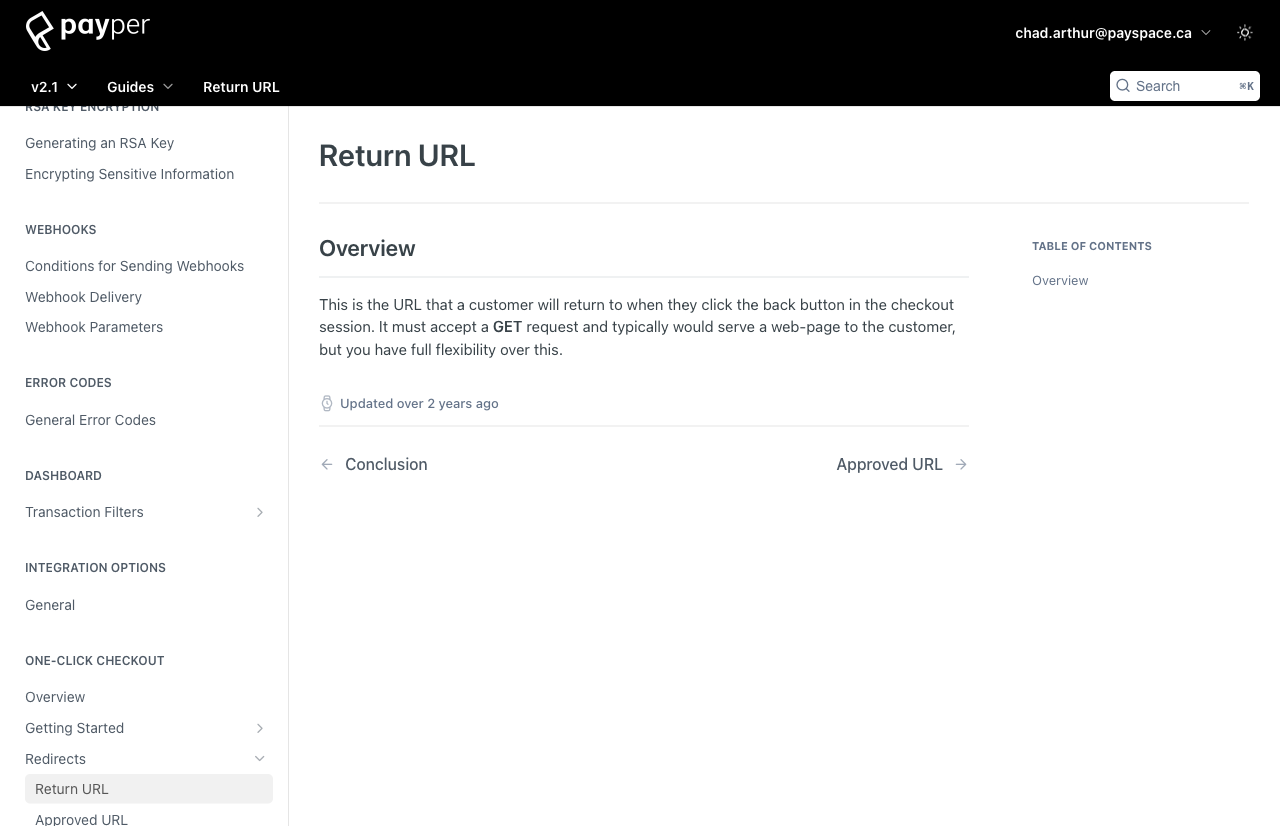 payper
chad.arthur@payspace.ca
v2.1 Guides Return URL
Search ⌘K
RSA KEY ENCRYPTION
Generating an RSA Key
Encrypting Sensitive Information
WEBHOOKS
Conditions for Sending Webhooks
Webhook Delivery
Webhook Parameters
ERROR CODES
General Error Codes
DASHBOARD
Transaction Filters
INTEGRATION OPTIONS
General
ONE-CLICK CHECKOUT
Overview
Getting Started
Redirects
Return URL
Approved URL
Return URL
Overview
This is the URL that a customer will return to when they click the back button in the checkout
session. It must accept a GET request and typically would serve a web-page to the customer,
but you have full flexibility over this.
Updated over 2 years ago
← Conclusion
Approved URL →
TABLE OF CONTENTS
Overview